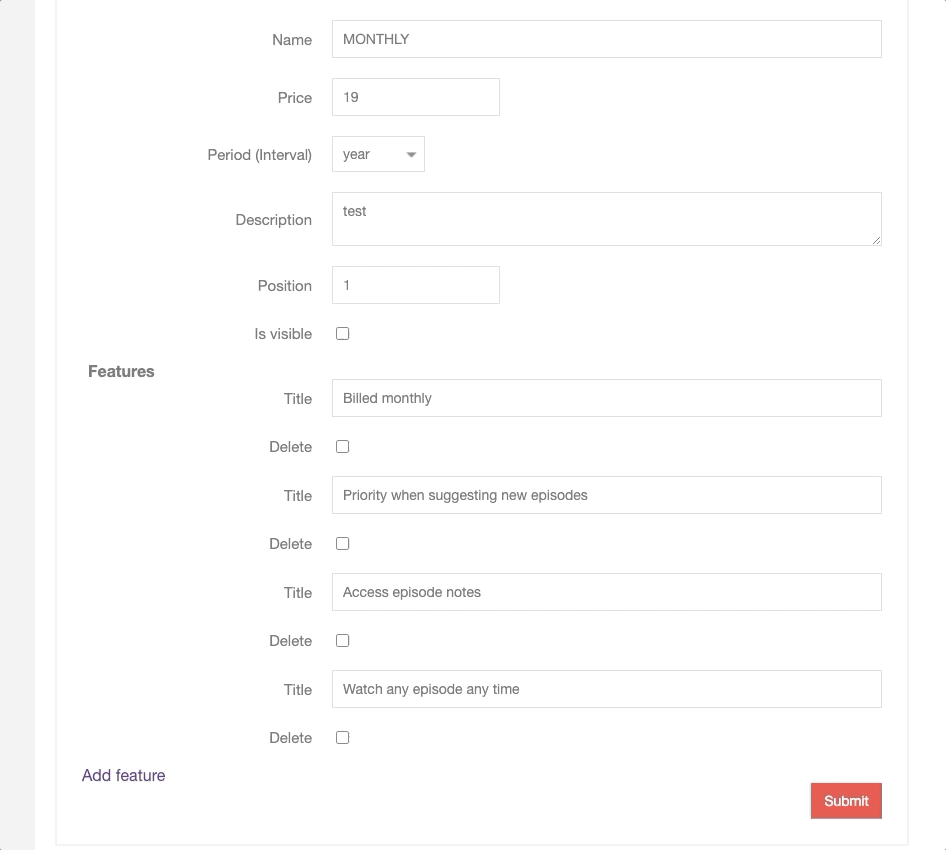 Name MONTHLY
Price 19
Period (Interval) year
Description test
Position 1
Is visible
Features
Title Billed monthly
Delete
Title Priority when suggesting new episodes
Delete
Title Access episode notes
Delete
Title Watch any episode any time
Delete
Add feature
Submit